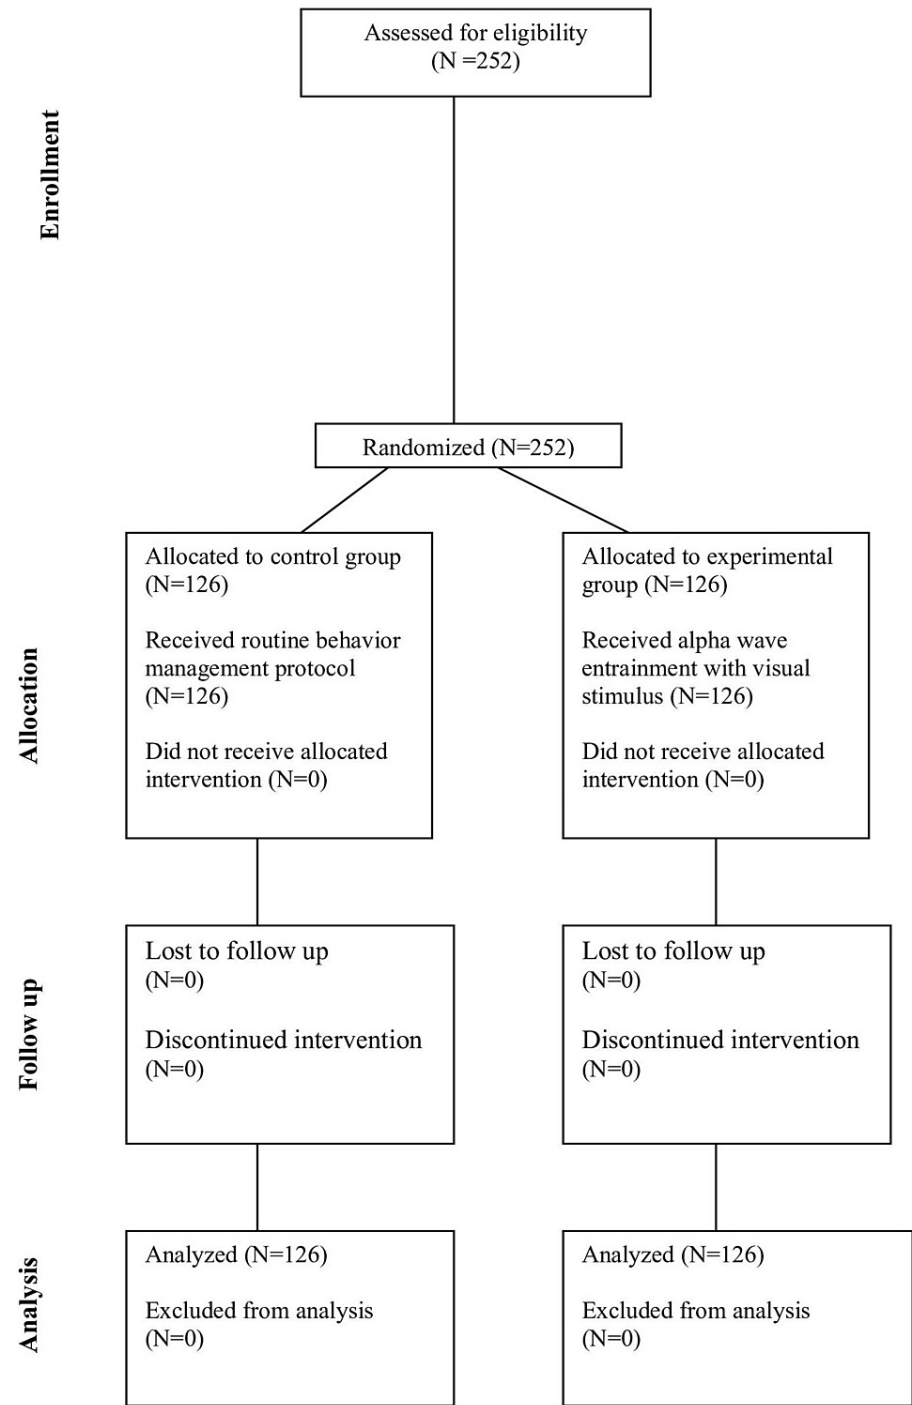 Assessed for eligibility
(N =252)
Enrollment
Randomized (N=252)
Allocation
Allocated to control group
(N=126)
Received routine behavior
management protocol
(N=126)
Did not receive allocated
intervention (N=0)
Allocated to experimental
group (N=126)
Received alpha wave
entrainment with visual
stimulus (N=126)
Did not receive allocated
intervention (N=0)
Follow up
Lost to follow up
(N=0)
Discontinued intervention
(N=0)
Lost to follow up
(N=0)
Discontinued intervention
(N=0)
Analysis
Analyzed (N=126)
Excluded from analysis
(N=0)
Analyzed (N=126)
Excluded from analysis
(N=0)